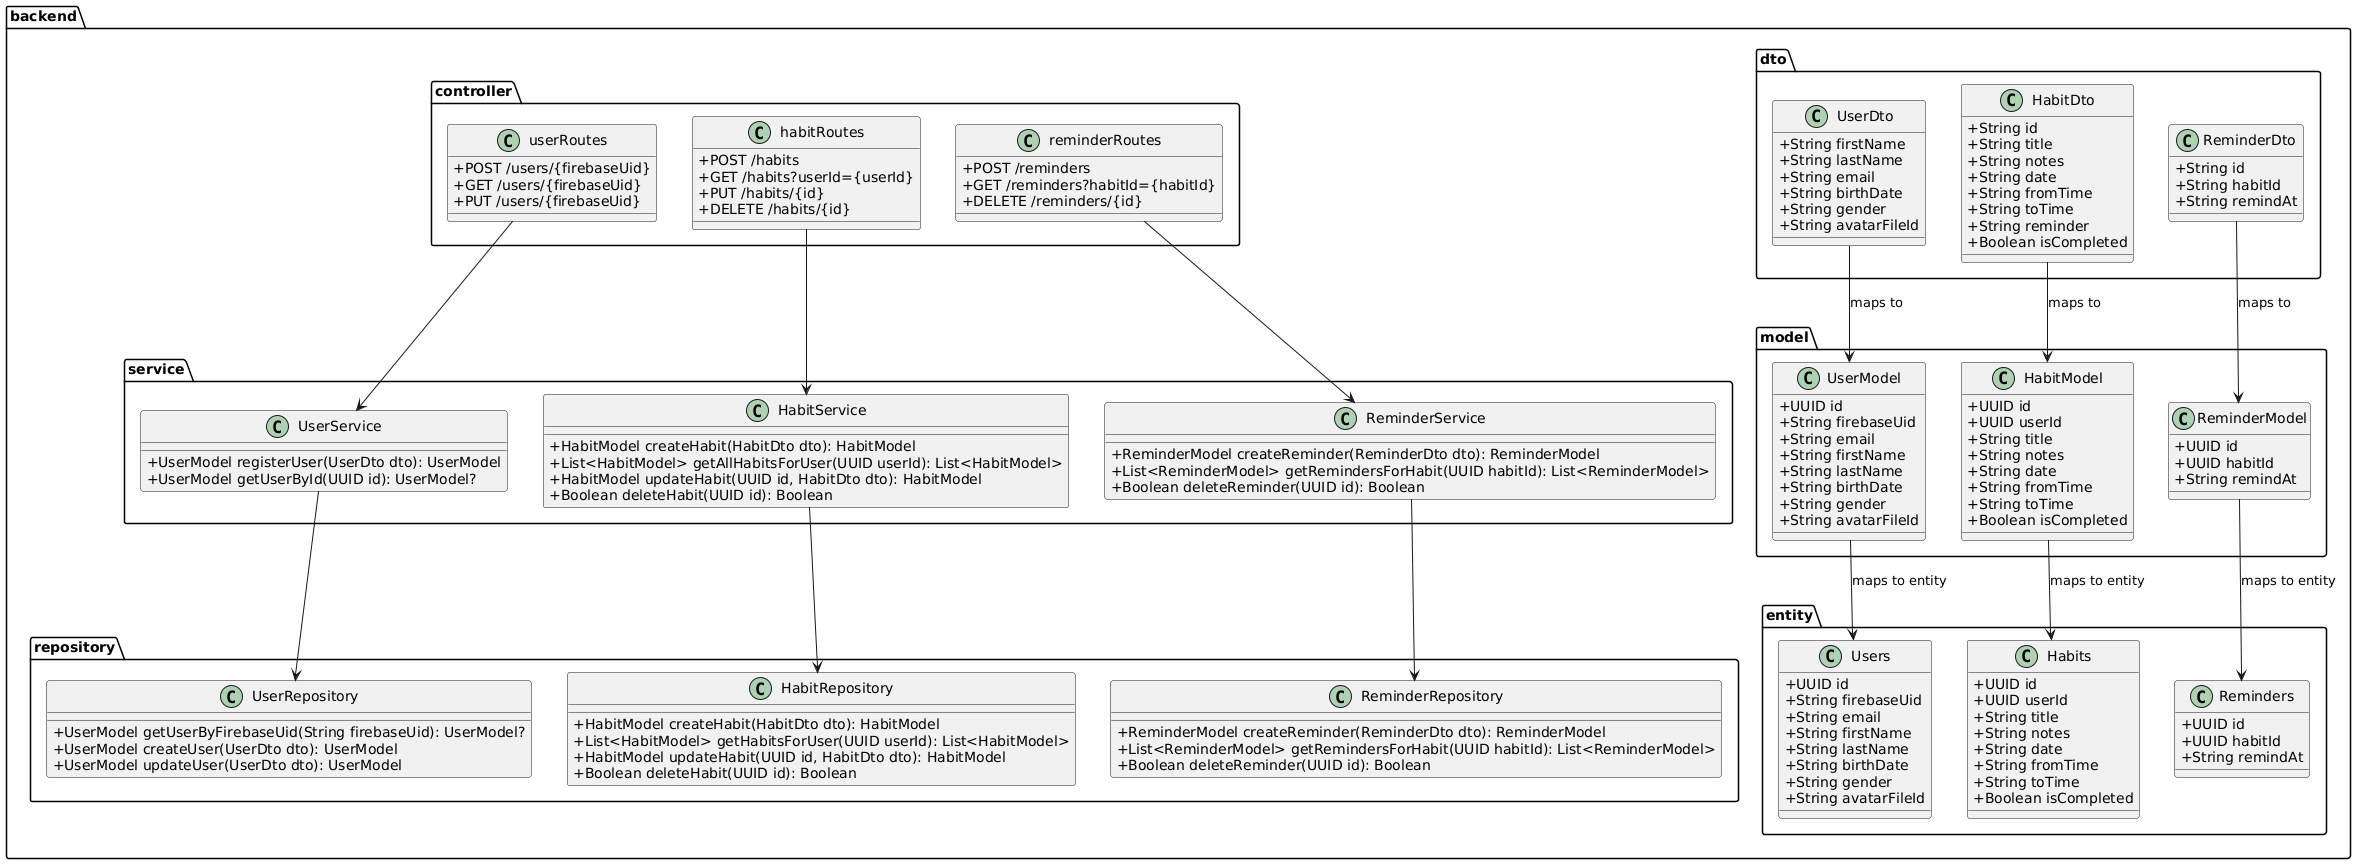 backend
controller
userRoutes
+POST /users/{firebaseUid}
+GET /users/{firebaseUid}
+PUT /users/{firebaseUid}
habitRoutes
+POST /habits
+GET /habits?userId={userId}
+PUT /habits/{id}
+DELETE /habits/{id}
reminderRoutes
+POST /reminders
+GET /reminders?habitId={habitId}
+DELETE /reminders/{id}
dto
UserDto
+String firstName
+String lastName
+String email
+String birthDate
+String gender
+String avatarFileId
HabitDto
+String id
+String title
+String notes
+String date
+String fromTime
+String toTime
+String reminder
+Boolean isCompleted
ReminderDto
+String id
+String habitId
+String remindAt
maps to
maps to
maps to
service
UserService
+UserModel registerUser(UserDto dto): UserModel
+UserModel getUserById(UUID id): UserModel?
HabitService
+HabitModel createHabit(HabitDto dto): HabitModel
+List<HabitModel> getAllHabitsForUser(UUID userId): List<HabitModel>
+HabitModel updateHabit(UUID id, HabitDto dto): HabitModel
+Boolean deleteHabit(UUID id): Boolean
ReminderService
+ReminderModel createReminder(ReminderDto dto): ReminderModel
+List<ReminderModel> getRemindersForHabit(UUID habitId): List<ReminderModel>
+Boolean deleteReminder(UUID id): Boolean
model
UserModel
+UUID id
+String firebaseUid
+String email
+String firstName
+String lastName
+String birthDate
+String gender
+String avatarFileId
HabitModel
+UUID id
+UUID userId
+String title
+String notes
+String date
+String fromTime
+String toTime
+Boolean isCompleted
ReminderModel
+UUID id
+UUID habitId
+String remindAt
maps to entity
maps to entity
maps to entity
repository
UserRepository
+UserModel getUserByFirebaseUid(String firebaseUid): UserModel?
+UserModel createUser(UserDto dto): UserModel
+UserModel updateUser(UserDto dto): UserModel
HabitRepository
+HabitModel createHabit(HabitDto dto): HabitModel
+List<HabitModel> getHabitsForUser(UUID userId): List<HabitModel>
+HabitModel updateHabit(UUID id, HabitDto dto): HabitModel
+Boolean deleteHabit(UUID id): Boolean
ReminderRepository
+ReminderModel createReminder(ReminderDto dto): ReminderModel
+List<ReminderModel> getRemindersForHabit(UUID habitId): List<ReminderModel>
+Boolean deleteReminder(UUID id): Boolean
entity
Users
+UUID id
+String firebaseUid
+String email
+String firstName
+String lastName
+String birthDate
+String gender
+String avatarFileId
Habits
+UUID id
+UUID userId
+String title
+String notes
+String date
+String fromTime
+String toTime
+Boolean isCompleted
Reminders
+UUID id
+UUID habitId
+String remindAt